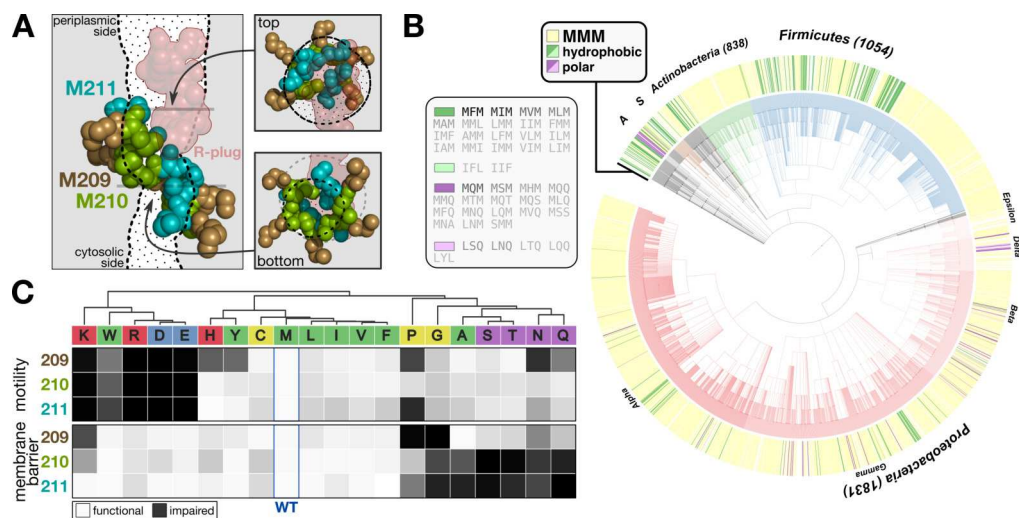 A
periplasmic
side
M211
R-plug
M209
M210
cytosolic
side
top
bottom
B
MMM
hydrophobic
polar
MFM MIM MVM MLM
MAM MML LMM IIM FMM
IMF AMM LFM VLM ILM
IAM MMI IMM VIM LIM
IFL IIF
MQM MSM MHM MQQ
MMQ MTM MQT MQS MLQ
MFQ MNQ LQM MVQ MSS
MNA LNM SMM
LSQ LNQ LTQ LQQ
LYL
A
S
Actinobacteria (838)
Firmicutes (1054)
Epsilon
Delta
Beta
Proteobacteria (1831)
Gamma
Alpha
C
K W R D E H Y C M L I V F P G A S T N Q
motility
209
210
211
membrane
barrier
209
210
211
functional
impaired
WT